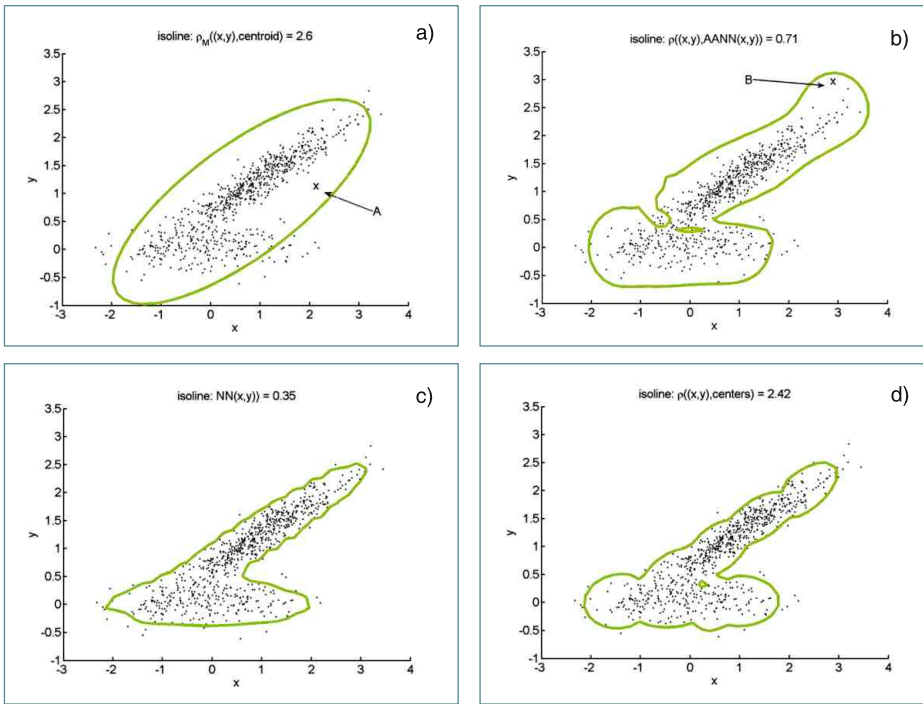 isoline: ρM((x,y),centroid) = 2.6
a)
3.5
3
2.5
2
1.5
1
0.5
0
-0.5
-1
y
x
A
-3 -2 -1 0 1 2 3 4
x
isoline: ρ((x,y),AANN(x,y)) = 0.71
b)
3.5
3
2.5
2
1.5
1
0.5
0
-0.5
-1
y
B
x
-3 -2 -1 0 1 2 3 4
x
isoline: NN(x,y)) = 0.35
c)
3.5
3
2.5
2
1.5
1
0.5
0
-0.5
-1
y
-3 -2 -1 0 1 2 3 4
x
isoline: ρ((x,y),centers) = 2.42
d)
3.5
3
2.5
2
1.5
1
0.5
0
-0.5
-1
y
-3 -2 -1 0 1 2 3 4
x